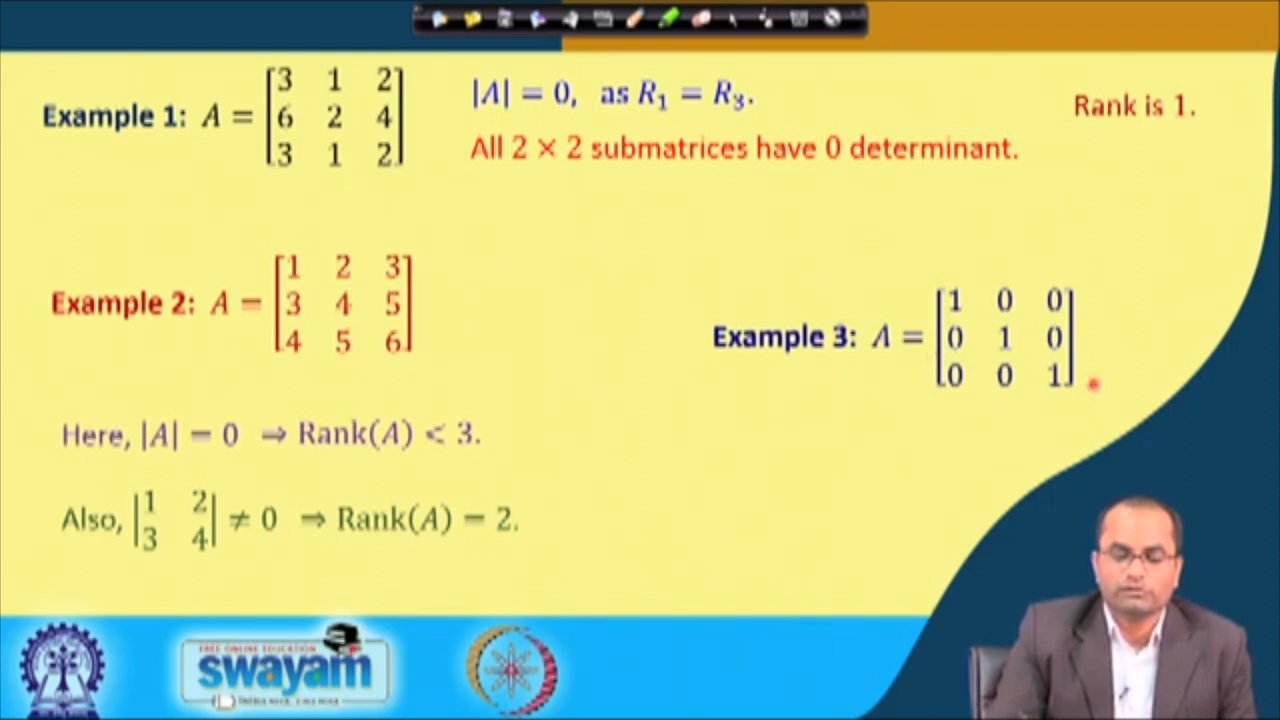 Example 1: A = [3 1 2; 6 2 4; 3 1 2]
|A| = 0, as R₁ = R₃.
All 2 × 2 submatrices have 0 determinant.
Rank is 1.
Example 2: A = [1 2 3; 3 4 5; 4 5 6]
Example 3: A = [1 0 0; 0 1 0; 0 0 1]
Here, |A| = 0 ⇒ Rank(A) < 3.
Also, |1 2; 3 4| ≠ 0 ⇒ Rank(A) = 2.
FREE ONLINE EDUCATION
swayam